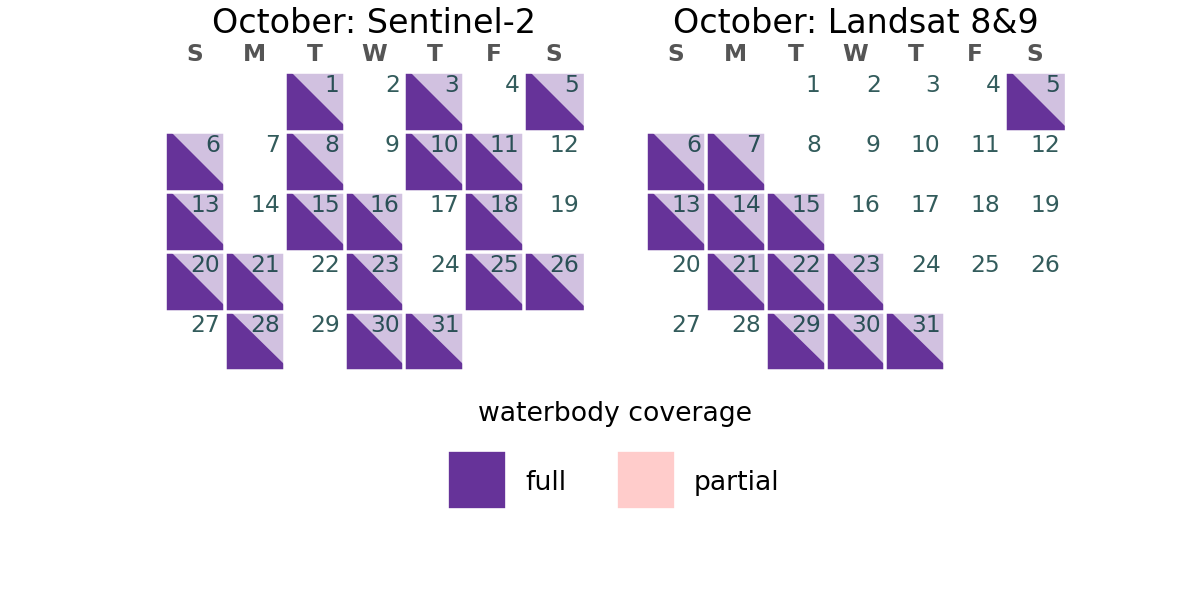 October: Sentinel-2
S M T W T F S
1 2 3 4 5
6 7 8 9 10 11 12
13 14 15 16 17 18 19
20 21 22 23 24 25 26
27 28 29 30 31
October: Landsat 8&9
S M T W T F S
1 2 3 4 5
6 7 8 9 10 11 12
13 14 15 16 17 18 19
20 21 22 23 24 25 26
27 28 29 30 31
waterbody coverage
full partial